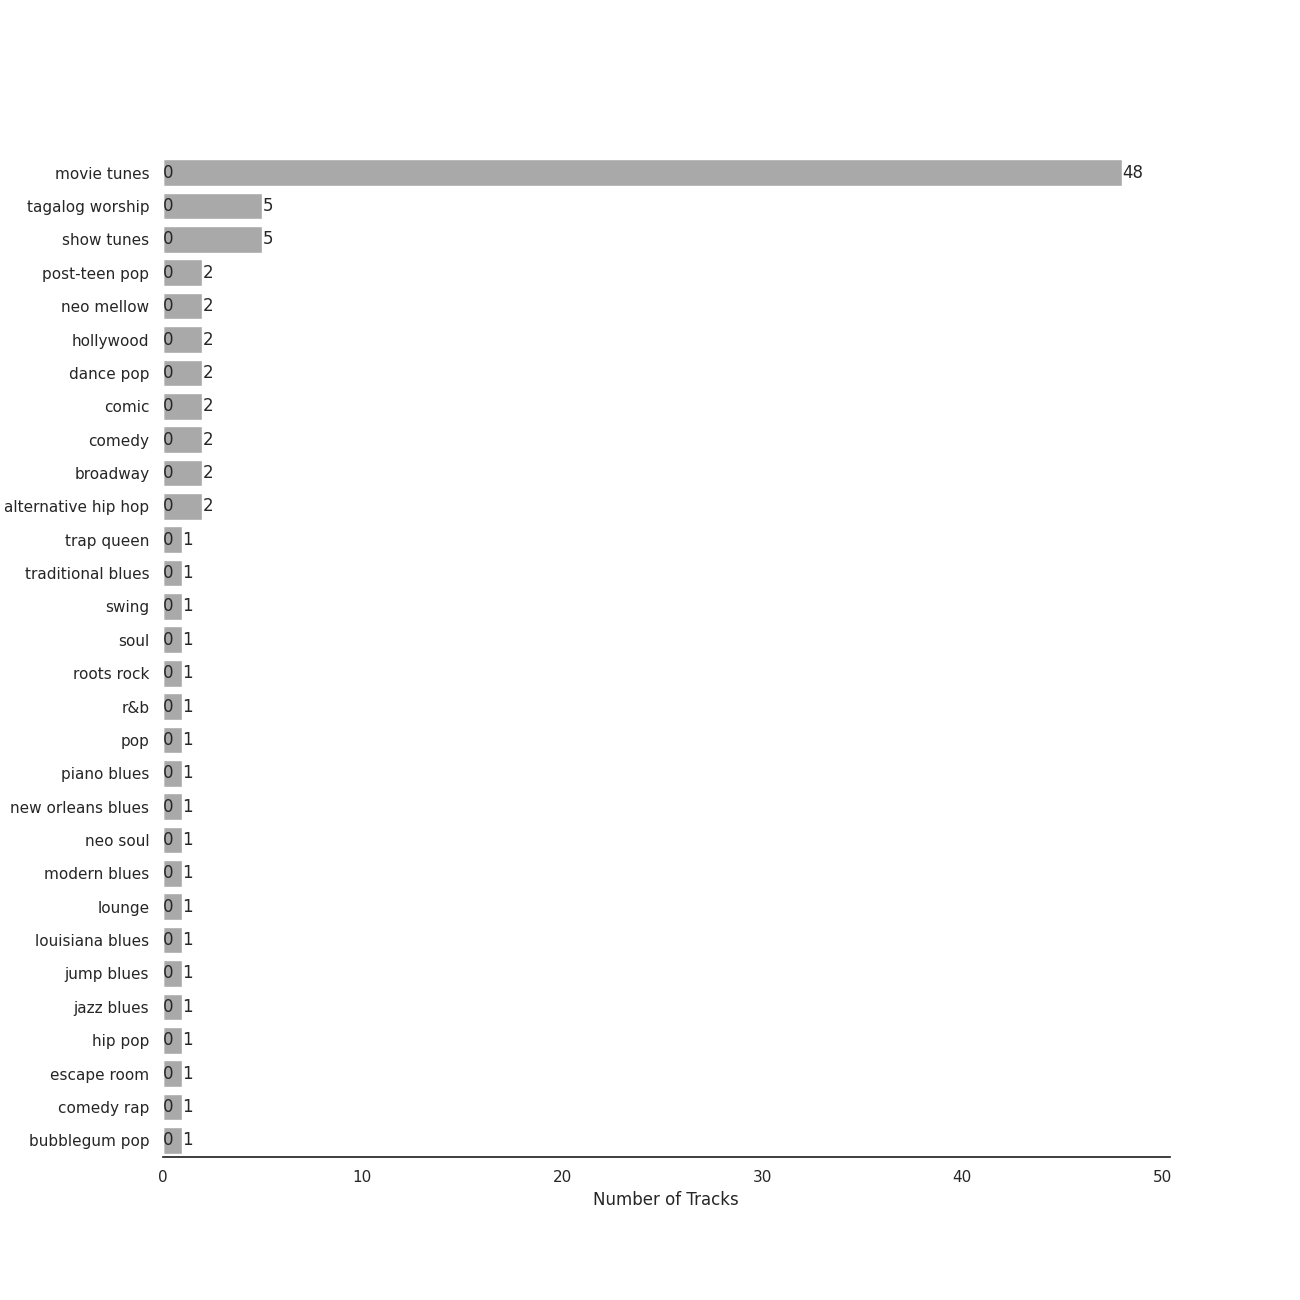 movie tunes 0 48
tagalog worship 0 5
show tunes 0 5
post-teen pop 0 2
neo mellow 0 2
hollywood 0 2
dance pop 0 2
comic 0 2
comedy 0 2
broadway 0 2
alternative hip hop 0 2
trap queen 0 1
traditional blues 0 1
swing 0 1
soul 0 1
roots rock 0 1
r&b 0 1
pop 0 1
piano blues 0 1
new orleans blues 0 1
neo soul 0 1
modern blues 0 1
lounge 0 1
louisiana blues 0 1
jump blues 0 1
jazz blues 0 1
hip pop 0 1
escape room 0 1
comedy rap 0 1
bubblegum pop 0 1
0 10 20 30 40 50
Number of Tracks